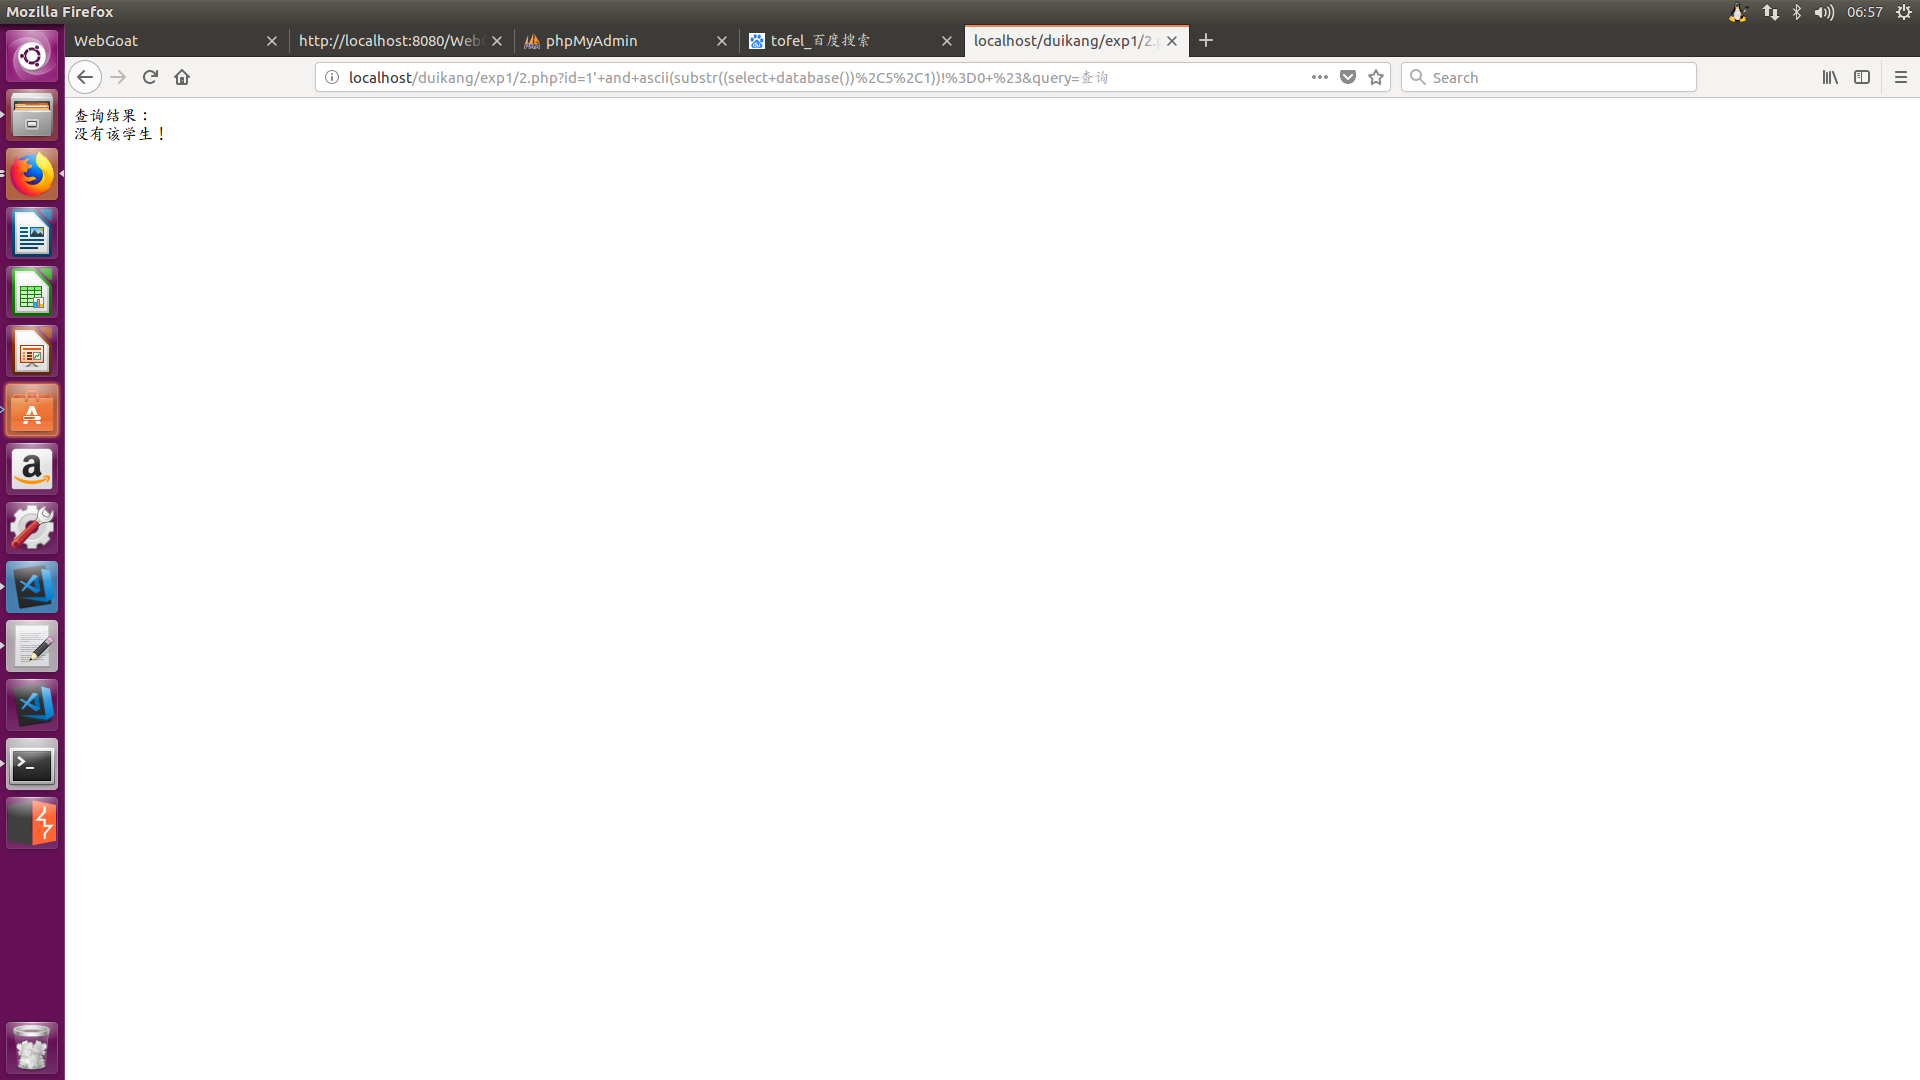 Mozilla Firefox
06:57
WebGoat
http://localhost:8080/Web
phpMyAdmin
tofel_百度搜索
localhost/duikang/exp1/2.
localhost/duikang/exp1/2.php?id=1'+and+ascii(substr((select+database())%2C5%2C1))!%3D0+%23&query=查询
Search
查询结果：
没有该学生！